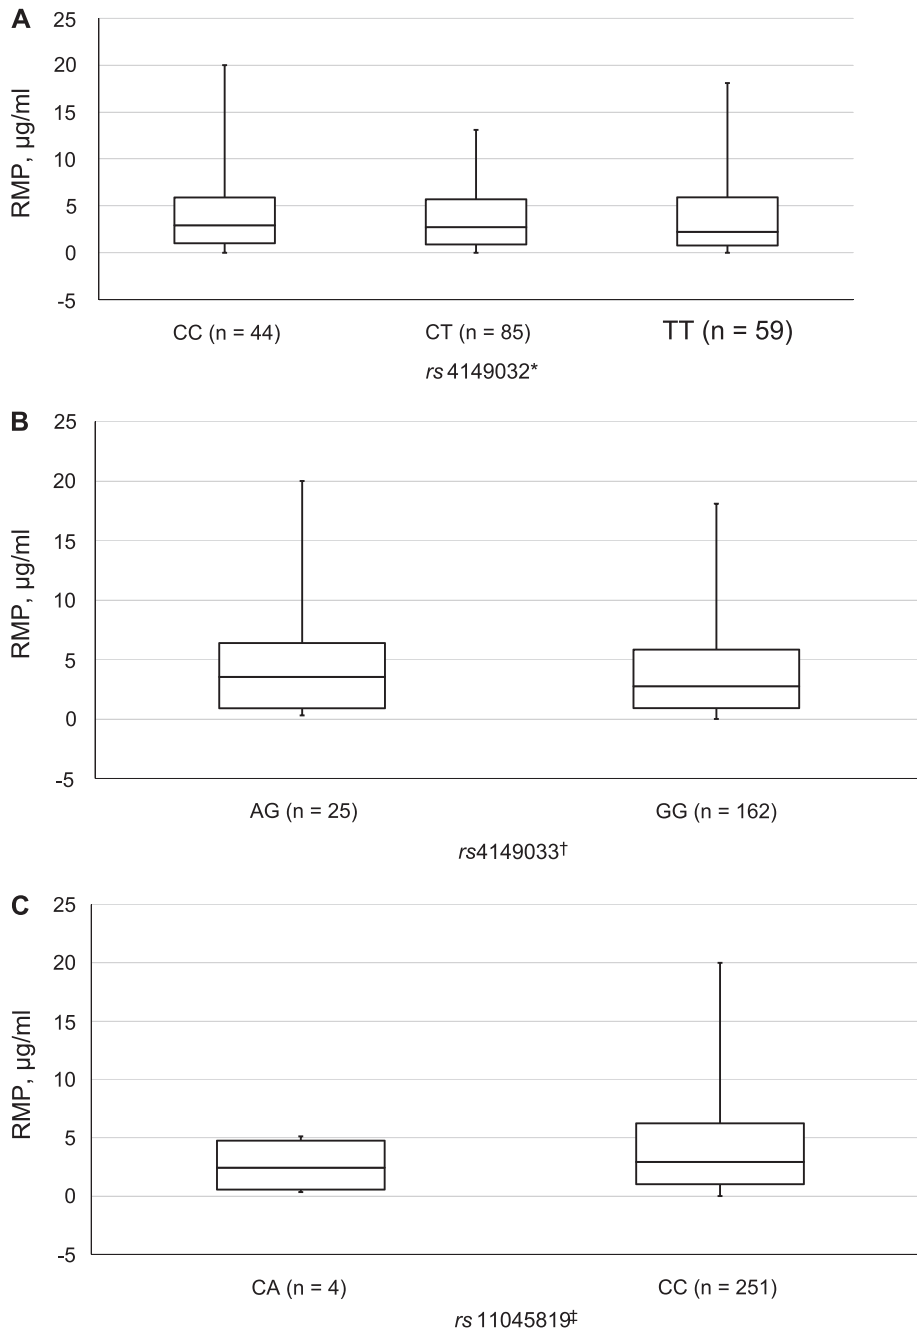 A
25
20
15
10
5
0
-5
RMP, µg/ml
CC (n = 44) CT (n = 85) TT (n = 59)
rs 4149032*
B
25
20
15
10
5
0
-5
RMP, µg/ml
AG (n = 25) GG (n = 162)
rs4149033†
C
25
20
15
10
5
0
-5
RMP, µg/ml
CA (n = 4) CC (n = 251)
rs 11045819‡